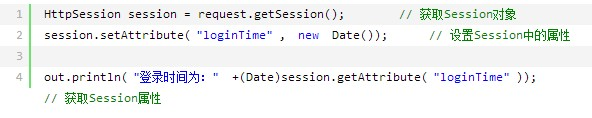 1 HttpSession session = request.getSession(); // 获取Session对象
2 session.setAttribute( "loginTime" , new Date()); // 设置Session中的属性
3
4 out.println( "登录时间为：" +(Date)session.getAttribute( "loginTime" ));
// 获取Session属性